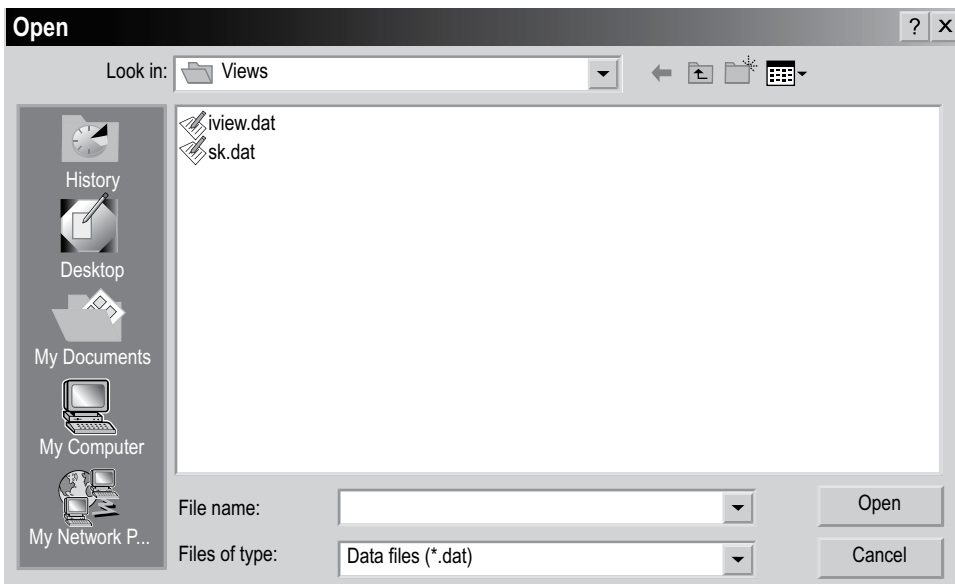 Open
? X
Look in: Views
iview.dat
sk.dat
History
Desktop
My Documents
My Computer
My Network P...
File name:
Open
Files of type: Data files (*.dat)
Cancel